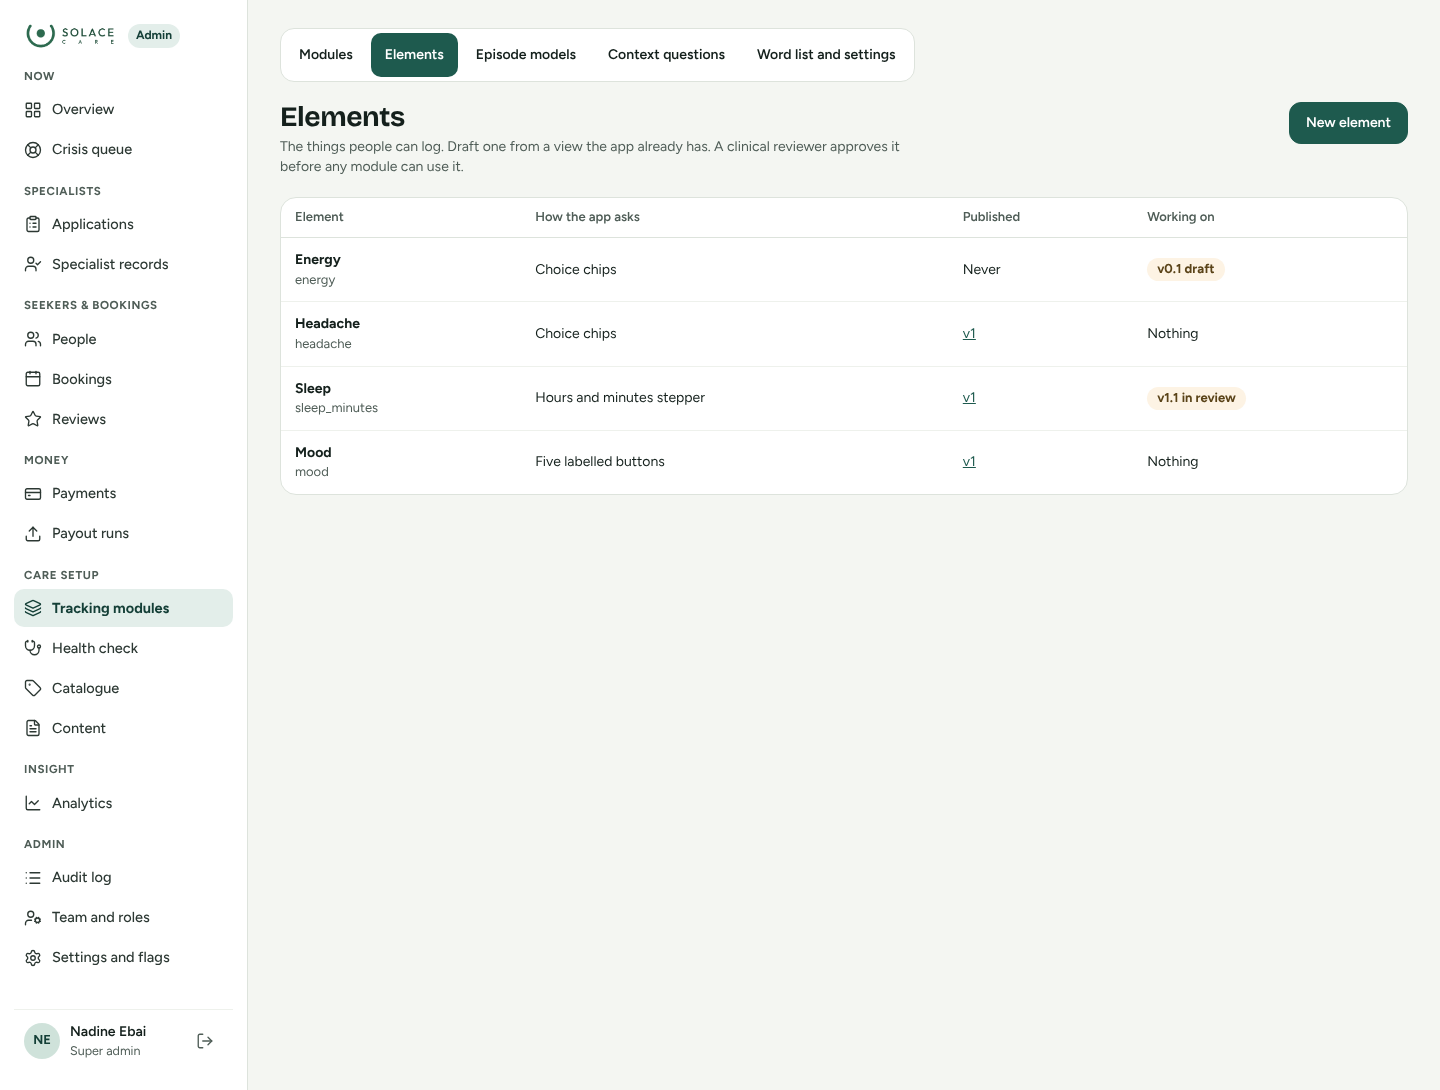 SOLACE
CARE
Admin
NOW
Overview
Crisis queue
SPECIALISTS
Applications
Specialist records
SEEKERS & BOOKINGS
People
Bookings
Reviews
MONEY
Payments
Payout runs
CARE SETUP
Tracking modules
Health check
Catalogue
Content
INSIGHT
Analytics
ADMIN
Audit log
Team and roles
Settings and flags
NE
Nadine Ebai
Super admin
Modules Elements Episode models Context questions Word list and settings
Elements
The things people can log. Draft one from a view the app already has. A clinical reviewer approves it
before any module can use it.
New element
Element How the app asks Published Working on
Energy
energy
Choice chips Never v0.1 draft
Headache
headache
Choice chips v1 Nothing
Sleep
sleep_minutes
Hours and minutes stepper v1 v1.1 in review
Mood
mood
Five labelled buttons v1 Nothing